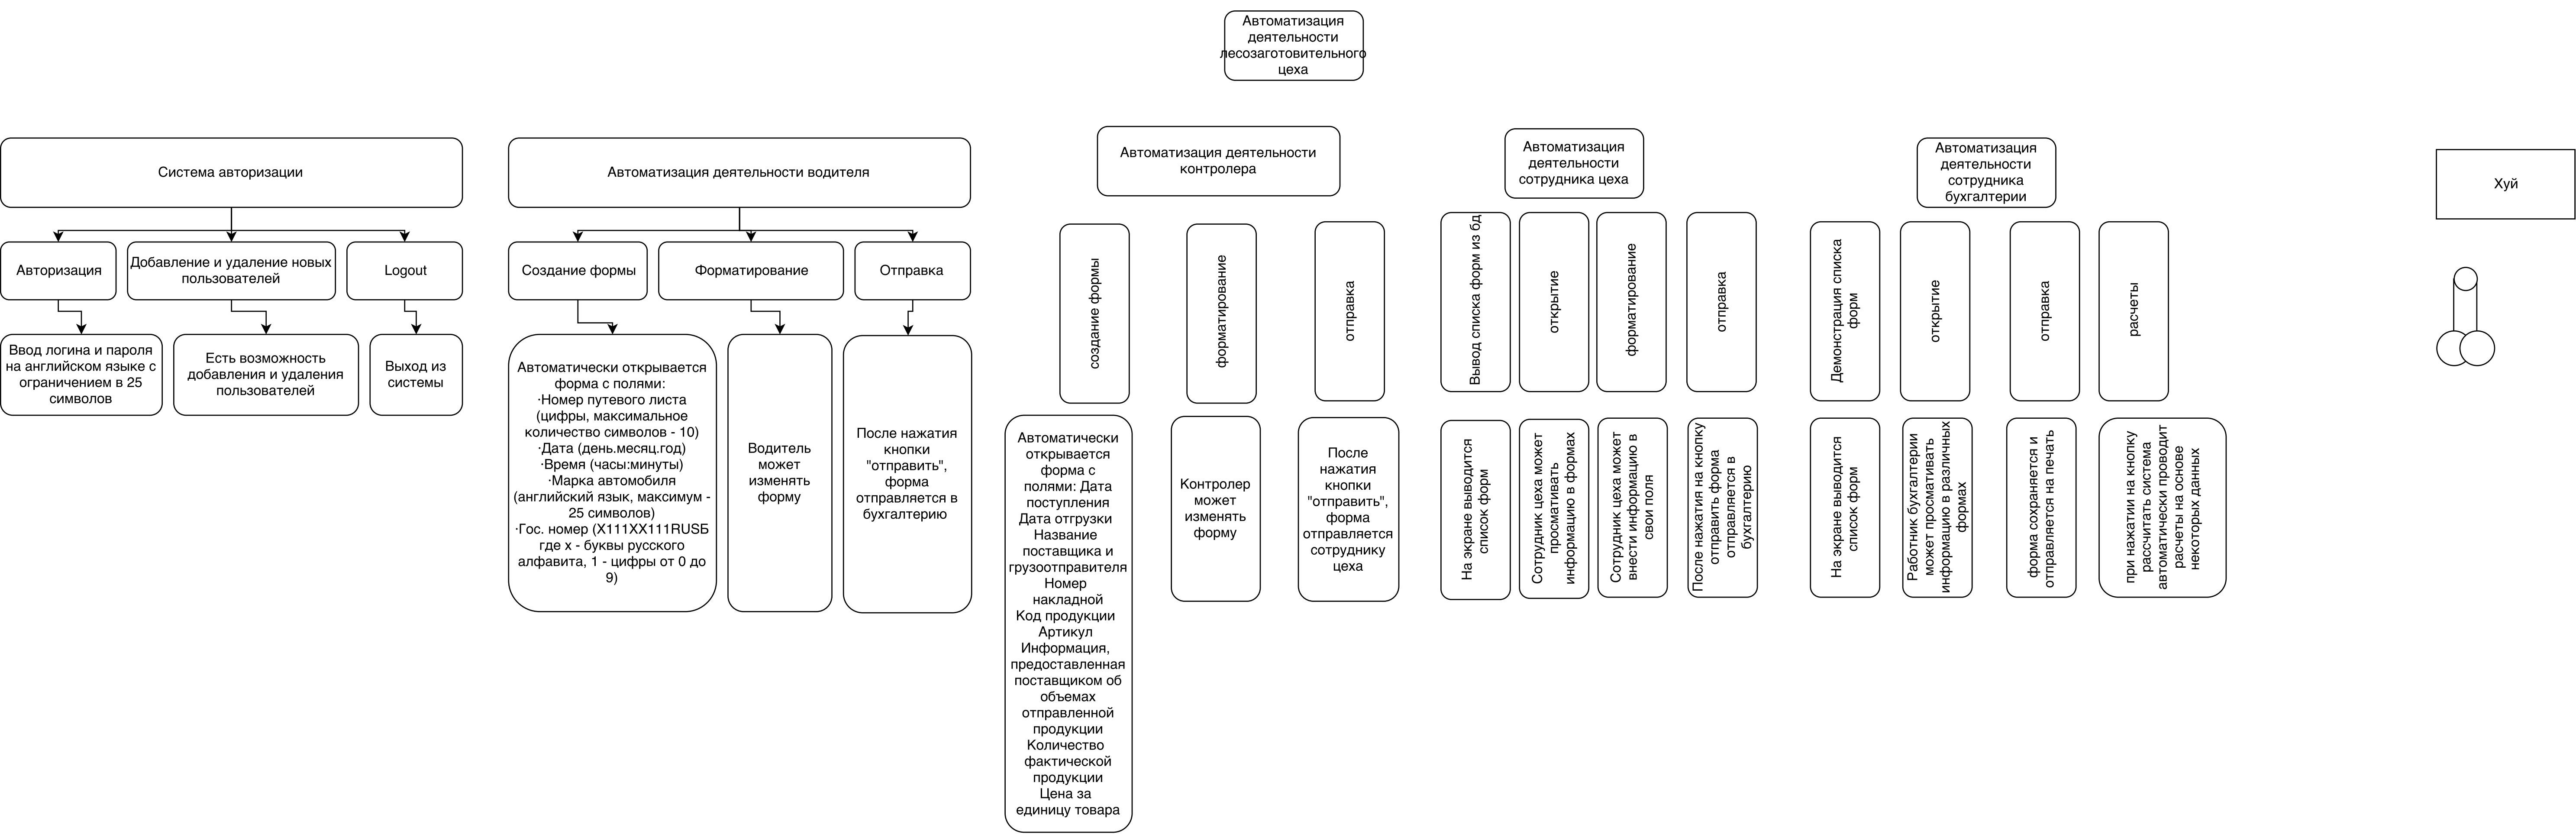 Автоматизация
деятельности
лесозаготовительного
цеха
Система авторизации
Автоматизация деятельности водителя
Автоматизация деятельности
контролера
Автоматизация
деятельности
сотрудника цеха
Автоматизация
деятельности
сотрудника
бухгалтерии
Хуй
Авторизация
Добавление и удаление новых
пользователей
Logout
Создание формы
Форматирование
Отправка
создание формы
форматирование
отправка
Вывод списка форм из бд
открытие
форматирование
отправка
Демонстрация списка
форм
открытие
отправка
расчеты
Ввод логина и пароля
на английском языке с
ограничением в 25
символов
Есть возможность
добавления и удаления
пользователей
Выход из
системы
Автоматически открывается
форма с полями:
·Номер путевого листа
(цифры, максимальное
количество символов - 10)
·Дата (день.месяц.год)
·Время (часы:минуты)
·Марка автомобиля
(английский язык, максимум -
25 символов)
·Гос. номер (X111XX111RUSБ
где х - буквы русского
алфавита, 1 - цифры от 0 до
9)
Водитель
может
изменять
форму
После нажатия
кнопки
"отправить",
форма
отправляется в
бухгалтерию
Автоматически
открывается
форма с
полями: Дата
поступления
Дата отгрузки
Название
поставщика и
грузоотправителя
Номер
накладной
Код продукции
Артикул
Информация,
предоставленная
поставщиком об
объемах
отправленной
продукции
Количество
фактической
продукции
Цена за
единицу товара
Контролер
может
изменять
форму
После
нажатия
кнопки
"отправить",
форма
отправляется
сотруднику
цеха
На экране выводится
список форм
Сотрудник цеха может
просматривать
информацию в формах
Сотрудник цеха может
внести информацию в
свои поля
После нажатия на кнопку
отправить форма
отправляется в
бухгалтерию
На экране выводится
список форм
Работник бухгалтерии
может просматривать
информацию в различных
формах
форма сохраняется и
отправляется на печать
при нажатии на кнопку
рассчитать система
автоматически проводит
расчеты на основе
некоторых данных